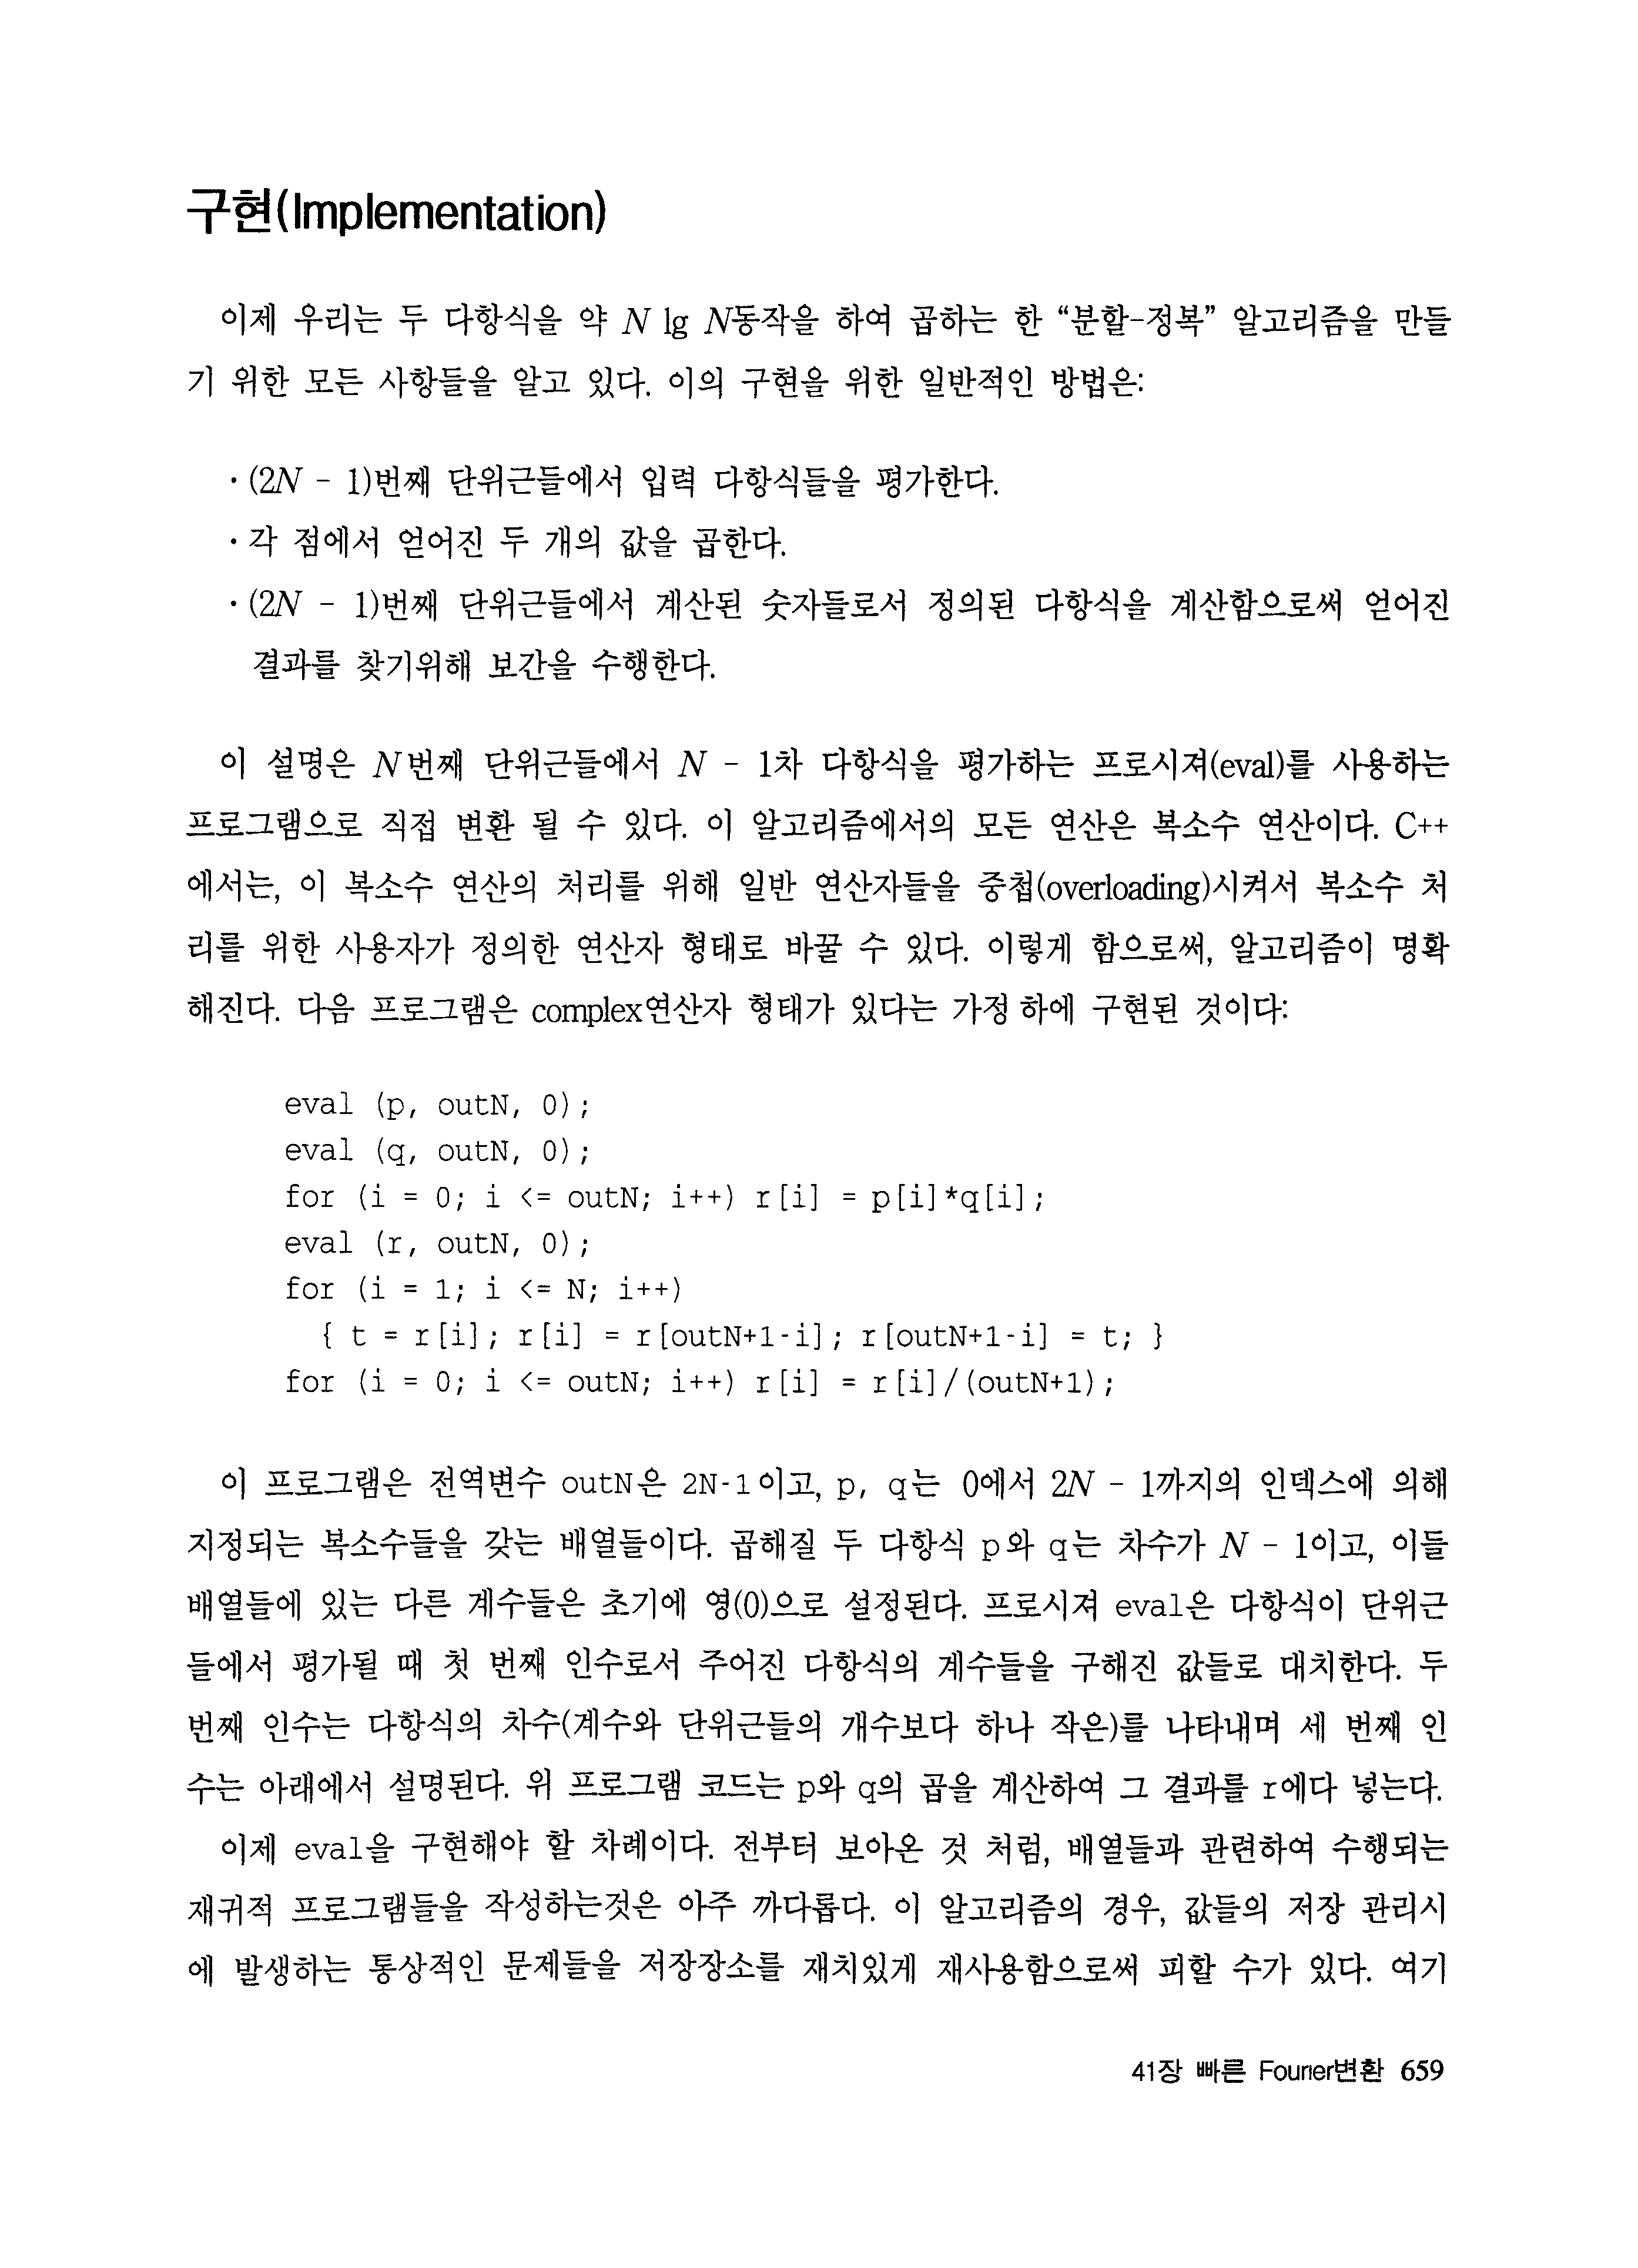 구현(Implementation)
이제 우리는 두 다항식을 약 N lg N동작을 하여 곱하는 한 “분할-정복” 알고리즘을 만들
기 위한 모든 사항들을 알고 있다. 이의 구현을 위한 일반적인 방법은:
· (2N - 1)번째 단위근들에서 입력 다항식들을 평가한다.
· 각 점에서 얻어진 두 개의 값을 곱한다.
· (2N - 1)번째 단위근들에서 계산된 숫자들로서 정의된 다항식을 계산함으로써 얻어진
결과를 찾기위해 보간을 수행한다.
이 설명은 N번째 단위근들에서 N - 1차 다항식을 평가하는 프로시져(eval)를 사용하는
프로그램으로 직접 변환 될 수 있다. 이 알고리즘에서의 모든 연산은 복소수 연산이다. C++
에서는, 이 복소수 연산의 처리를 위해 일반 연산자들을 중첩(overloading)시켜서 복소수 처
리를 위한 사용자가 정의한 연산자 형태로 바꿀 수 있다. 이렇게 함으로써, 알고리즘이 명확
해진다. 다음 프로그램은 complex연산자 형태가 있다는 가정 하에 구현된 것이다:
eval (p, outN, 0);
eval (q, outN, 0);
for (i = 0; i <= outN; i++) r[i] = p[i]*q[i];
eval (r, outN, 0);
for (i = 1; i <= N; i++)
{ t = r[i]; r[i] = r[outN+1-i]; r[outN+1-i] = t; }
for (i = 0; i <= outN; i++) r[i] = r[i]/(outN+1);
이 프로그램은 전역변수 outN은 2N-1이고, p, q는 0에서 2N - 1까지의 인덱스에 의해
지정되는 복소수들을 갖는 배열들이다. 곱해질 두 다항식 p와 q는 차수가 N - 1이고, 이들
배열들에 있는 다른 계수들은 초기에 영(0)으로 설정된다. 프로시져 eval은 다항식이 단위근
들에서 평가될 때 첫 번째 인수로서 주어진 다항식의 계수들을 구해진 값들로 대치한다. 두
번째 인수는 다항식의 차수(계수와 단위근들의 개수보다 하나 작은)를 나타내며 세 번째 인
수는 아래에서 설명된다. 위 프로그램 코드는 p와 q의 곱을 계산하여 그 결과를 r에다 넣는다.
이제 eval을 구현해야 할 차례이다. 전부터 보아온 것 처럼, 배열들과 관련하여 수행되는
재귀적 프로그램들을 작성하는것은 아주 까다롭다. 이 알고리즘의 경우, 값들의 저장 관리시
에 발생하는 통상적인 문제들을 저장장소를 재치있게 재사용함으로써 피할 수가 있다. 여기
41장 빠른 Fourier변환 659